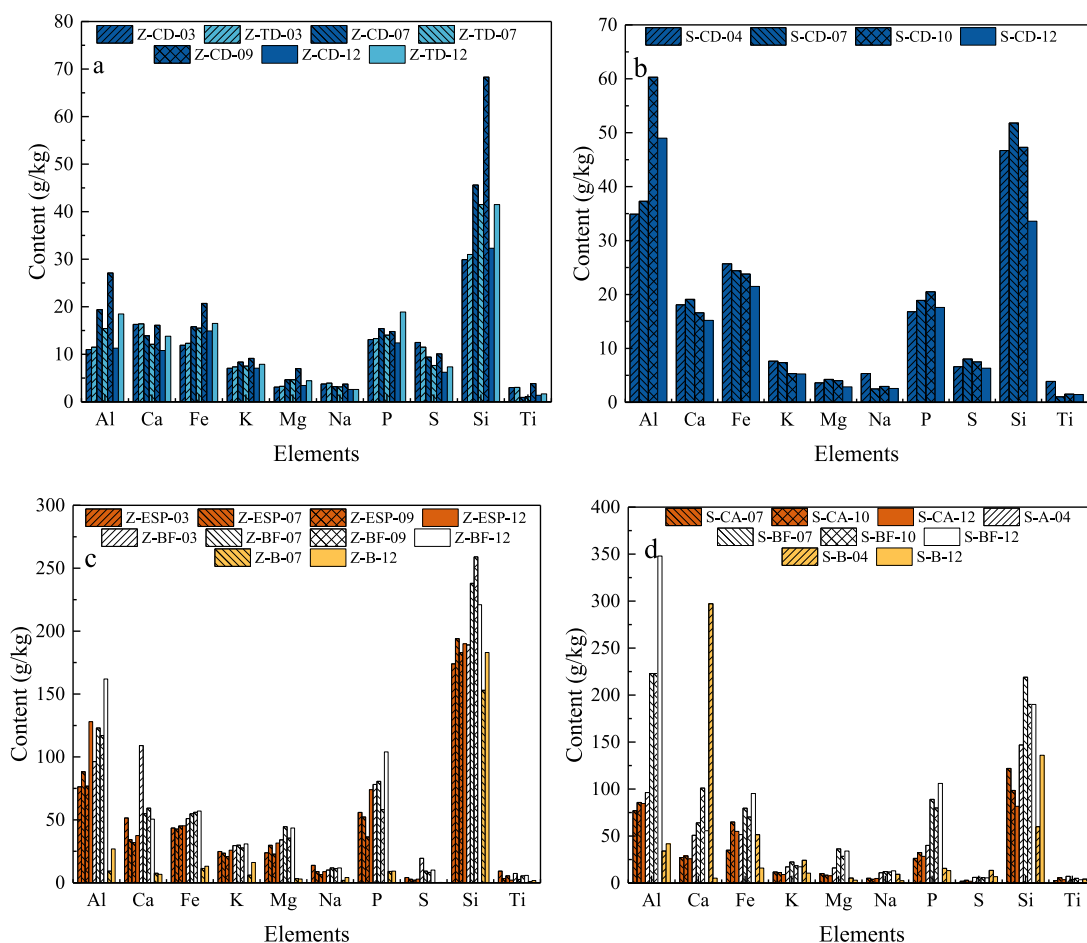 80
70
60
50
40
30
20
10
0
Content (g/kg)
a
Z-CD-03 Z-TD-03 Z-CD-07 Z-TD-07
Z-CD-09 Z-CD-12 Z-TD-12
Al Ca Fe K Mg Na P S Si Ti
Elements
70
60
50
40
30
20
10
0
Content (g/kg)
b
S-CD-04 S-CD-07 S-CD-10 S-CD-12
Al Ca Fe K Mg Na P S Si Ti
Elements
300
250
200
150
100
50
0
Content (g/kg)
c
Z-ESP-03 Z-ESP-07 Z-ESP-09 Z-ESP-12
Z-BF-03 Z-BF-07 Z-BF-09 Z-BF-12
Z-B-07 Z-B-12
Al Ca Fe K Mg Na P S Si Ti
Elements
400
350
300
250
200
150
100
50
0
Content (g/kg)
d
S-CA-07 S-CA-10 S-CA-12 S-A-04
S-BF-07 S-BF-10 S-BF-12
S-B-04 S-B-12
Al Ca Fe K Mg Na P S Si Ti
Elements